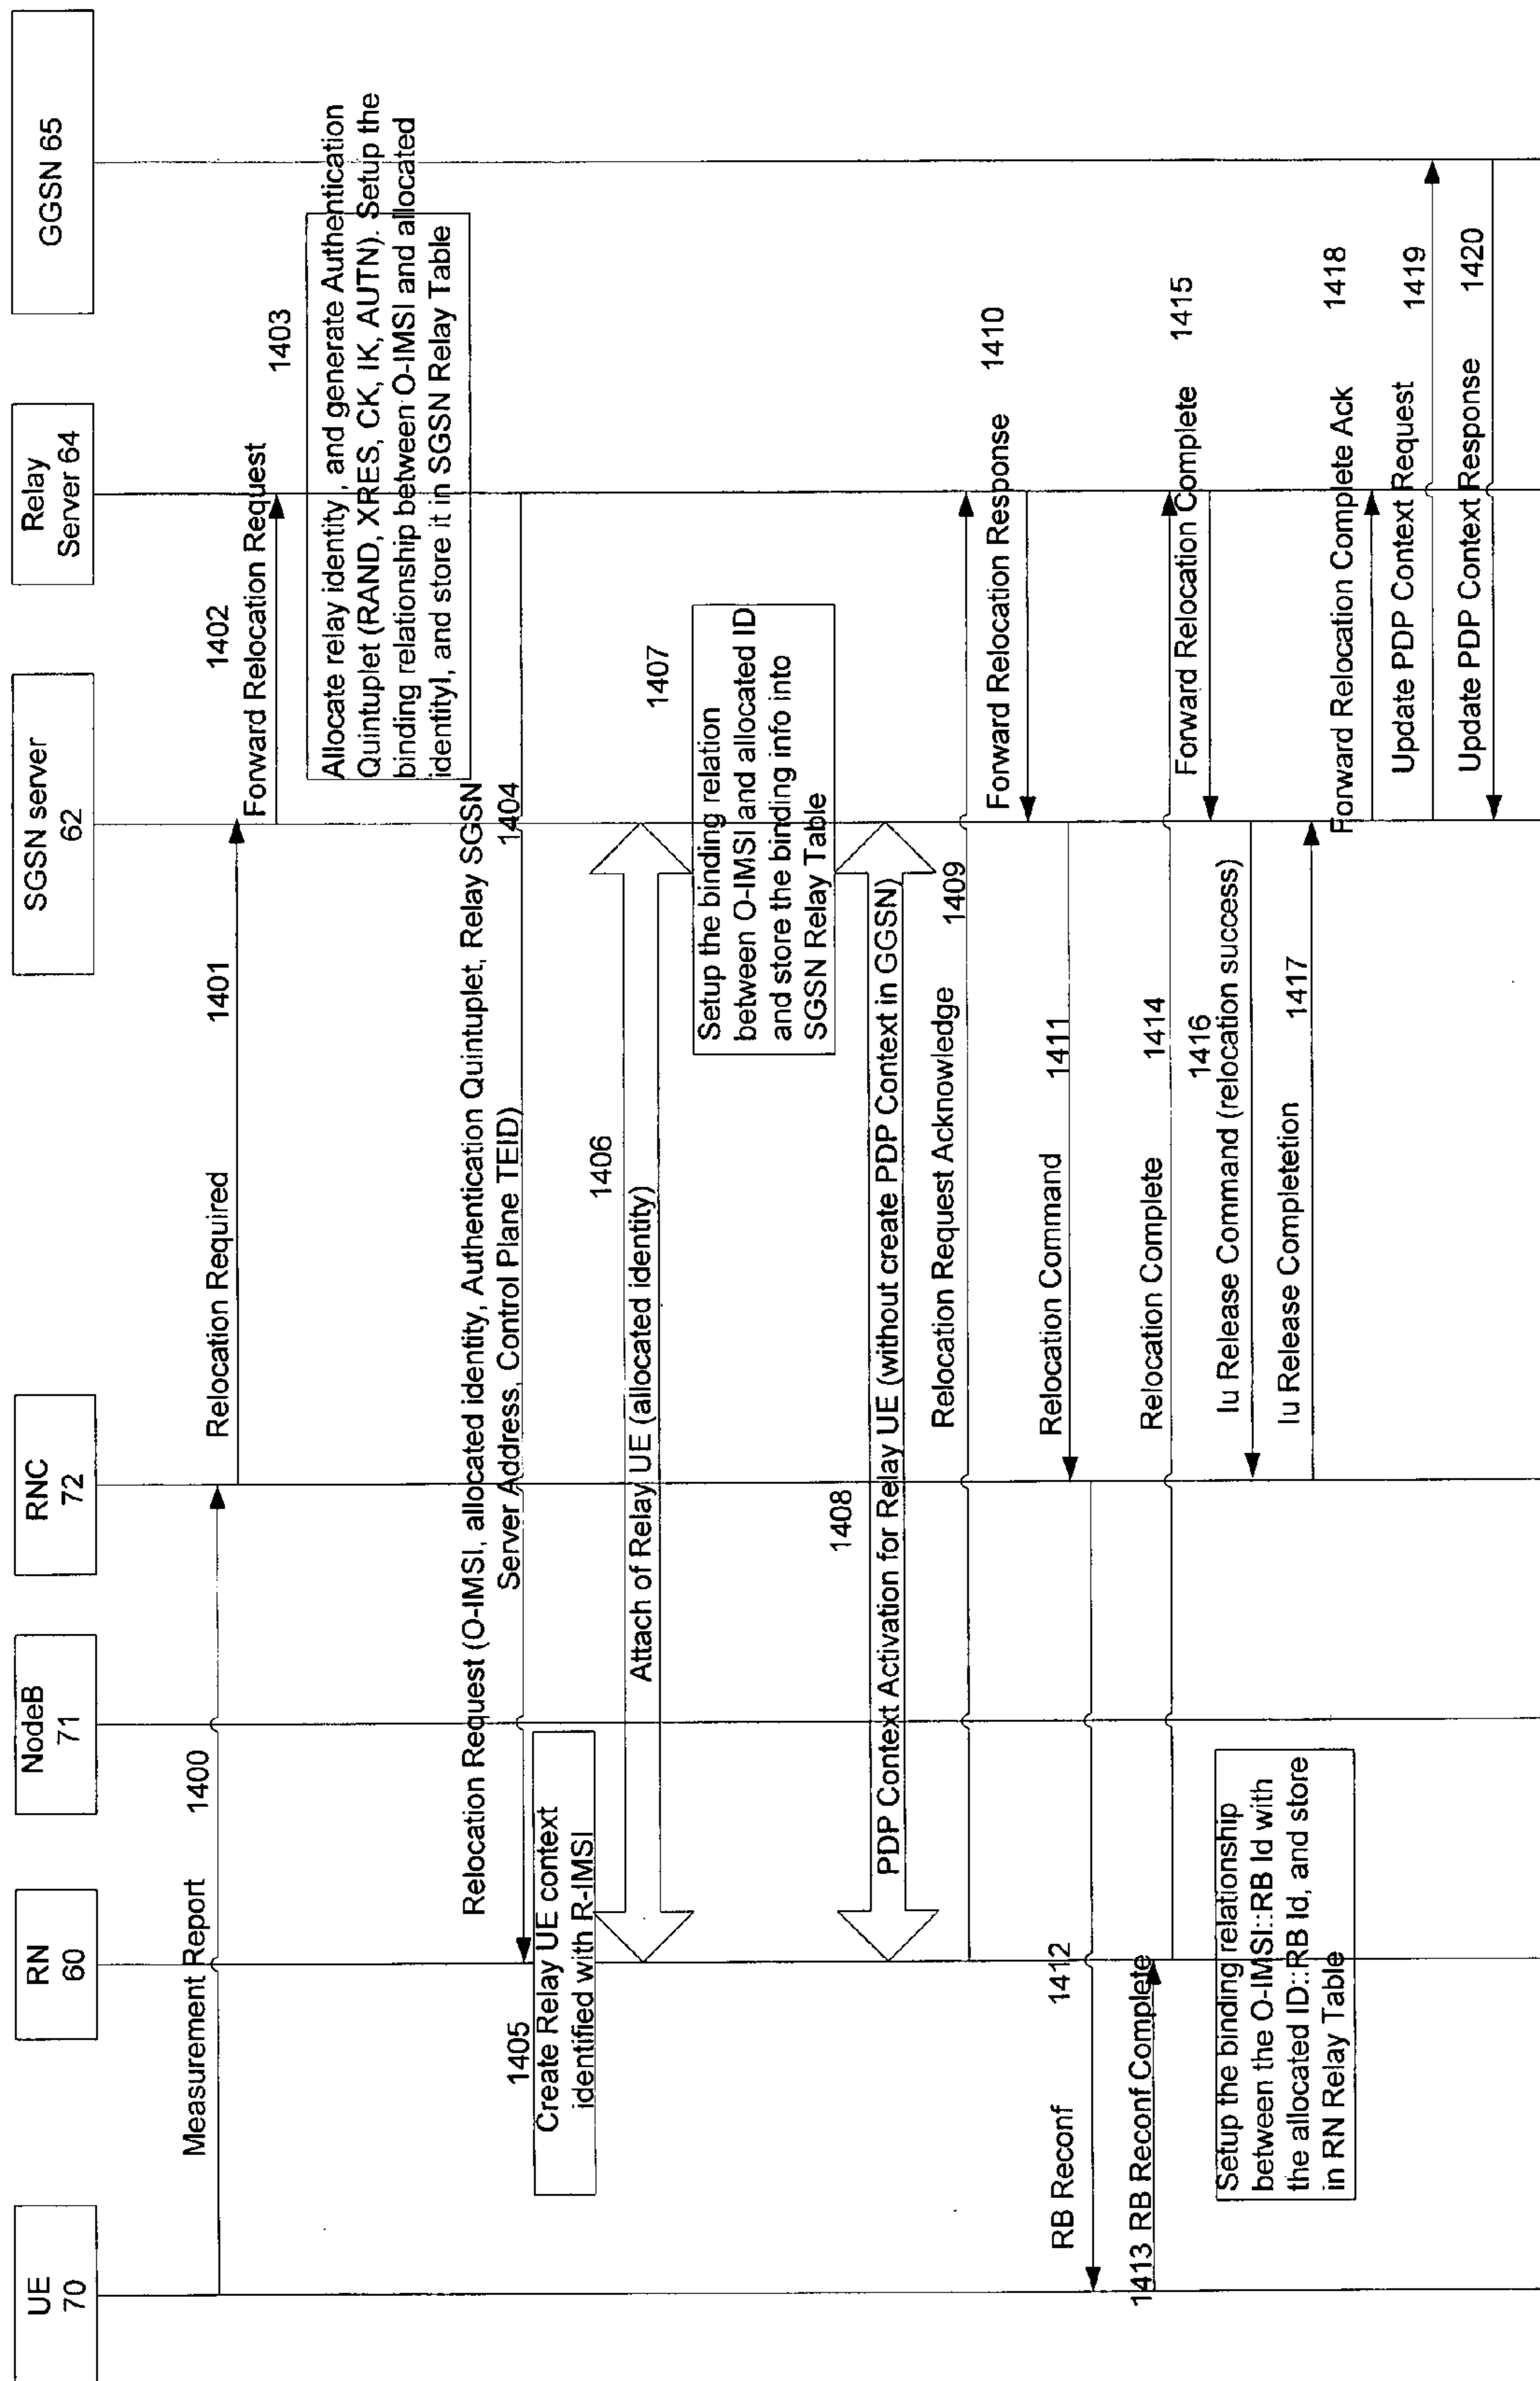 UE
70
RN
60
NodeB
71
RNC
72
SGSN server
62
Relay
Server 64
GGSN 65
Measurement Report
1400
Relocation Required
1401
1402
Forward Relocation Request
1403
Allocate relay identity, and generate Authentication
Quintuplet (RAND, XRES, CK, IK, AUTN). Setup the
binding relationship between O-IMSI and allocated
identity], and store it in SGSN Relay Table
Relocation Request (O-IMSI, allocated identity, Authentication Quintuplet, Relay SGSN
Server Address, Control Plane TEID)
1404
1405
Create Relay UE context
identified with R-IMSI
1406
Attach of Relay UE (allocated identity)
1407
Setup the binding relation
between O-IMSI and allocated ID
and store the binding info into
SGSN Relay Table
1408
PDP Context Activation for Relay UE (without create PDP Context in GGSN)
Relocation Request Acknowledge
1409
Forward Relocation Response
1410
Relocation Command
1411
RB Reconf
1412
1413 RB Reconf Complete
Relocation Complete
1414
Forward Relocation Complete
1415
Setup the binding relationship
between the O-IMSI::RB Id with
the allocated ID::RB Id, and store
in RN Relay Table
1416
Iu Release Command (relocation success)
Iu Release Completetion
1417
Forward Relocation Complete Ack
1418
Update PDP Context Request
1419
Update PDP Context Response
1420